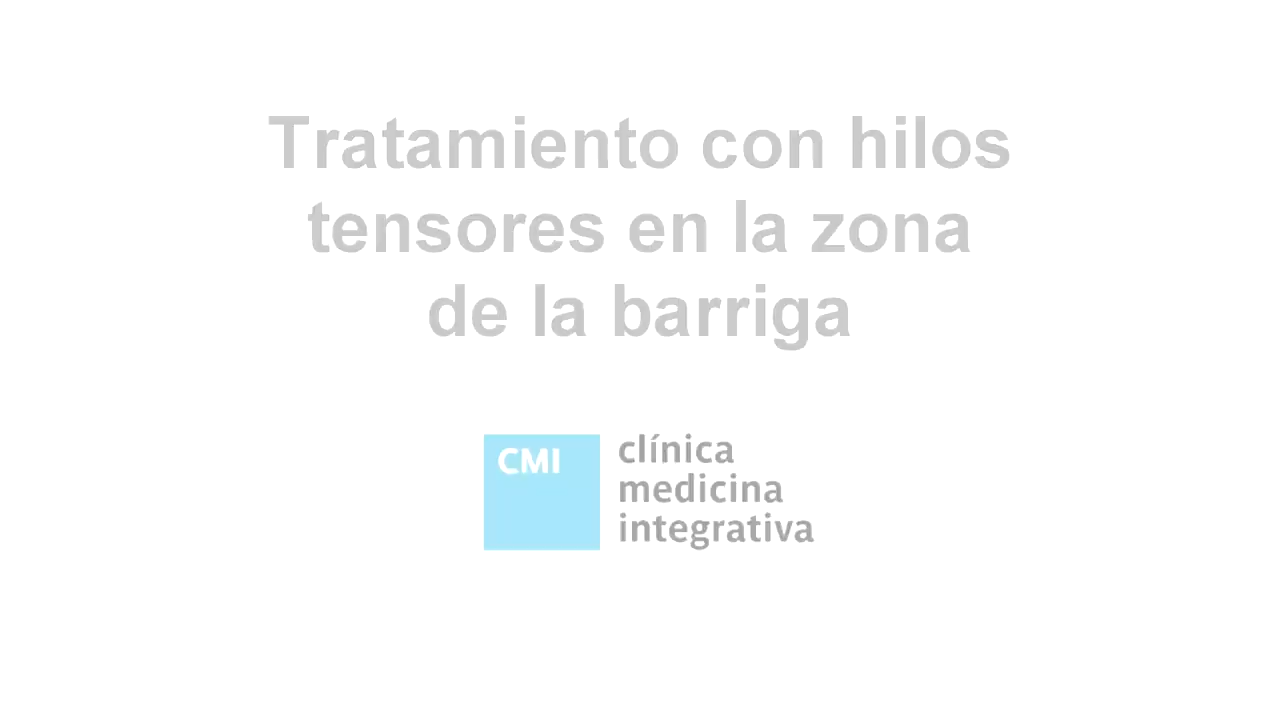 Tratamiento con hilos
tensores en la zona
de la barriga
CMI
clínica
medicina
integrativa